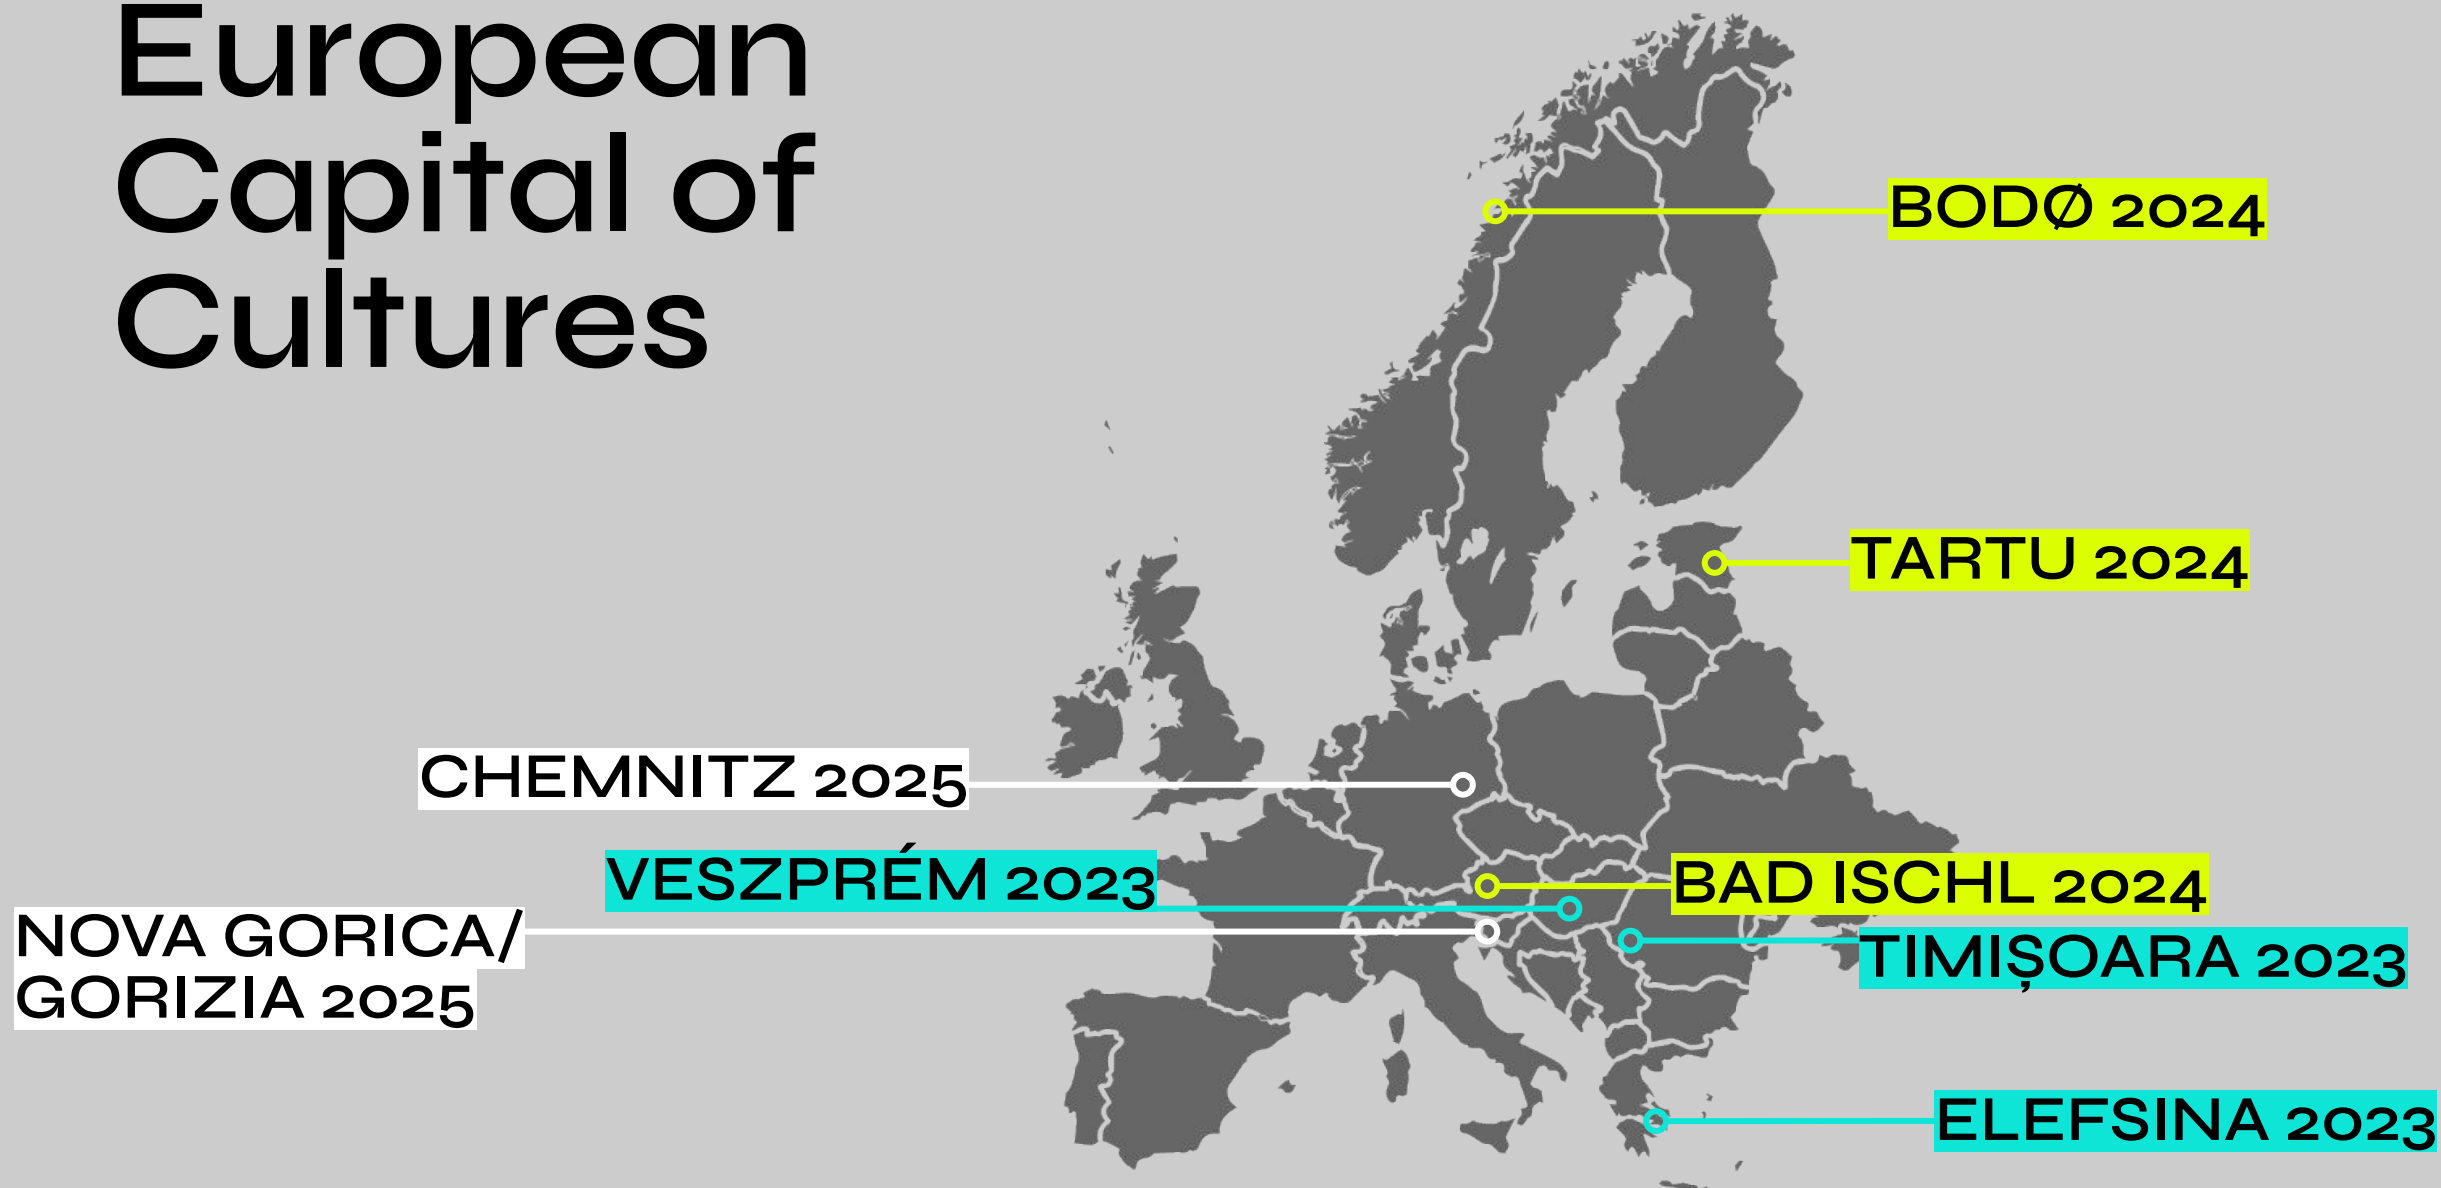 European
Capital of
Cultures
BODØ 2024
TARTU 2024
CHEMNITZ 2025
VESZPRÉM 2023
BAD ISCHL 2024
NOVA GORICA/
GORIZIA 2025
TIMIȘOARA 2023
ELEFSINA 2023